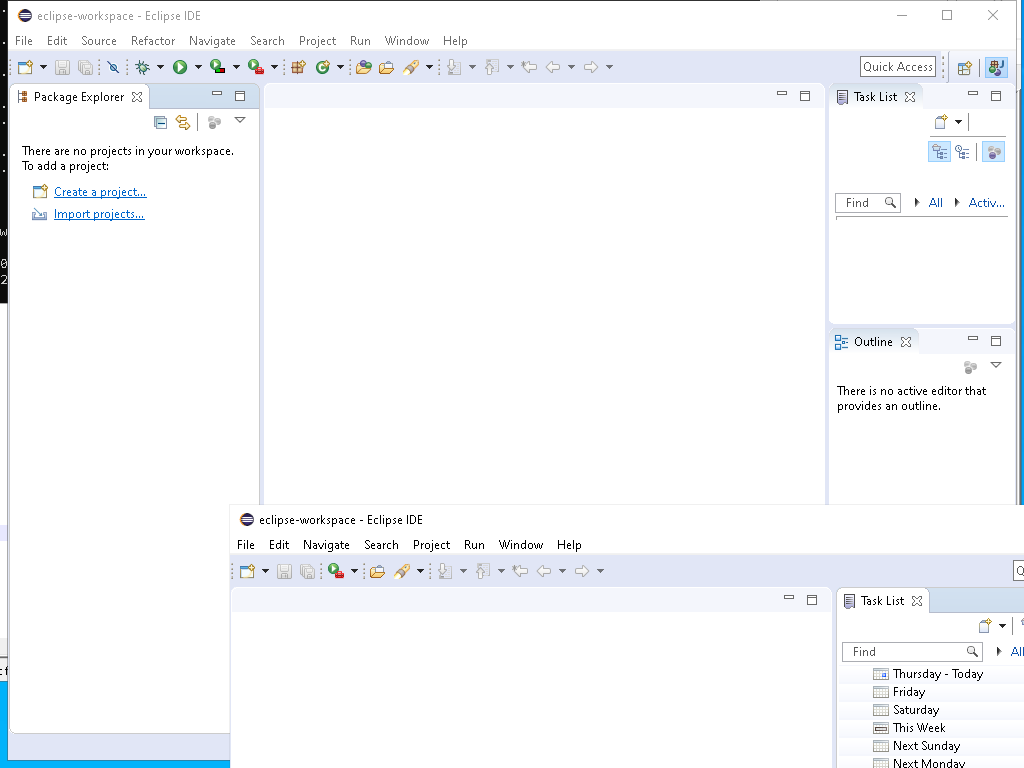 eclipse-workspace - Eclipse IDE
File Edit Source Refactor Navigate Search Project Run Window Help
Quick Access
Package Explorer
There are no projects in your workspace.
To add a project:
Create a project...
Import projects...
Task List
Find All Activ...
Outline
There is no active editor that
provides an outline.
eclipse-workspace - Eclipse IDE
File Edit Navigate Search Project Run Window Help
Q
Task List
Find All
Thursday - Today
Friday
Saturday
This Week
Next Sunday
Next Monday